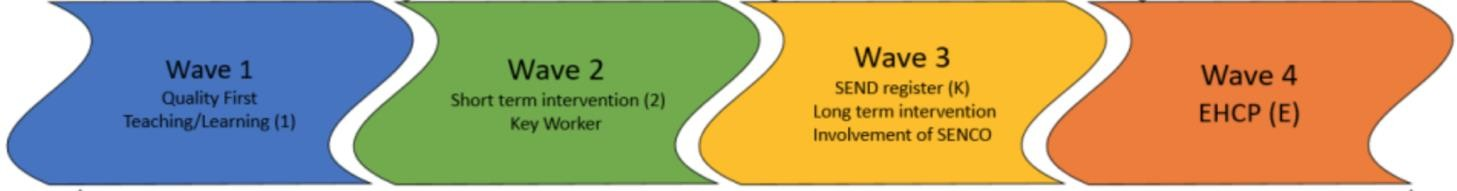 Wave 1
Quality First
Teaching/Learning (1)
Wave 2
Short term intervention (2)
Key Worker
Wave 3
SEND register (K)
Long term intervention
Involvement of SENCO
Wave 4
EHCP (E)